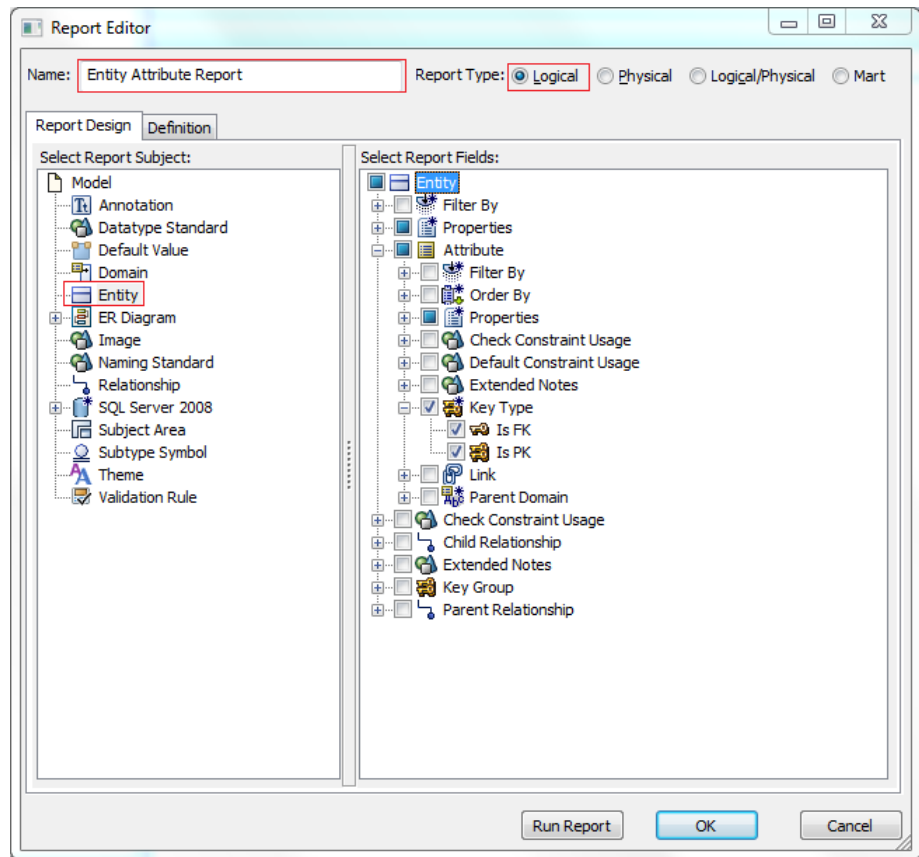 Report Editor
Name: Entity Attribute Report Report Type: Logical Physical Logical/Physical Mart
Report Design Definition
Select Report Subject:
Model
Annotation
Datatype Standard
Default Value
Domain
Entity
ER Diagram
Image
Naming Standard
Relationship
SQL Server 2008
Subject Area
Subtype Symbol
Theme
Validation Rule
Select Report Fields:
Entity
Filter By
Properties
Attribute
Filter By
Order By
Properties
Check Constraint Usage
Default Constraint Usage
Extended Notes
Key Type
Is FK
Is PK
Link
Parent Domain
Check Constraint Usage
Child Relationship
Extended Notes
Key Group
Parent Relationship
Run Report OK Cancel